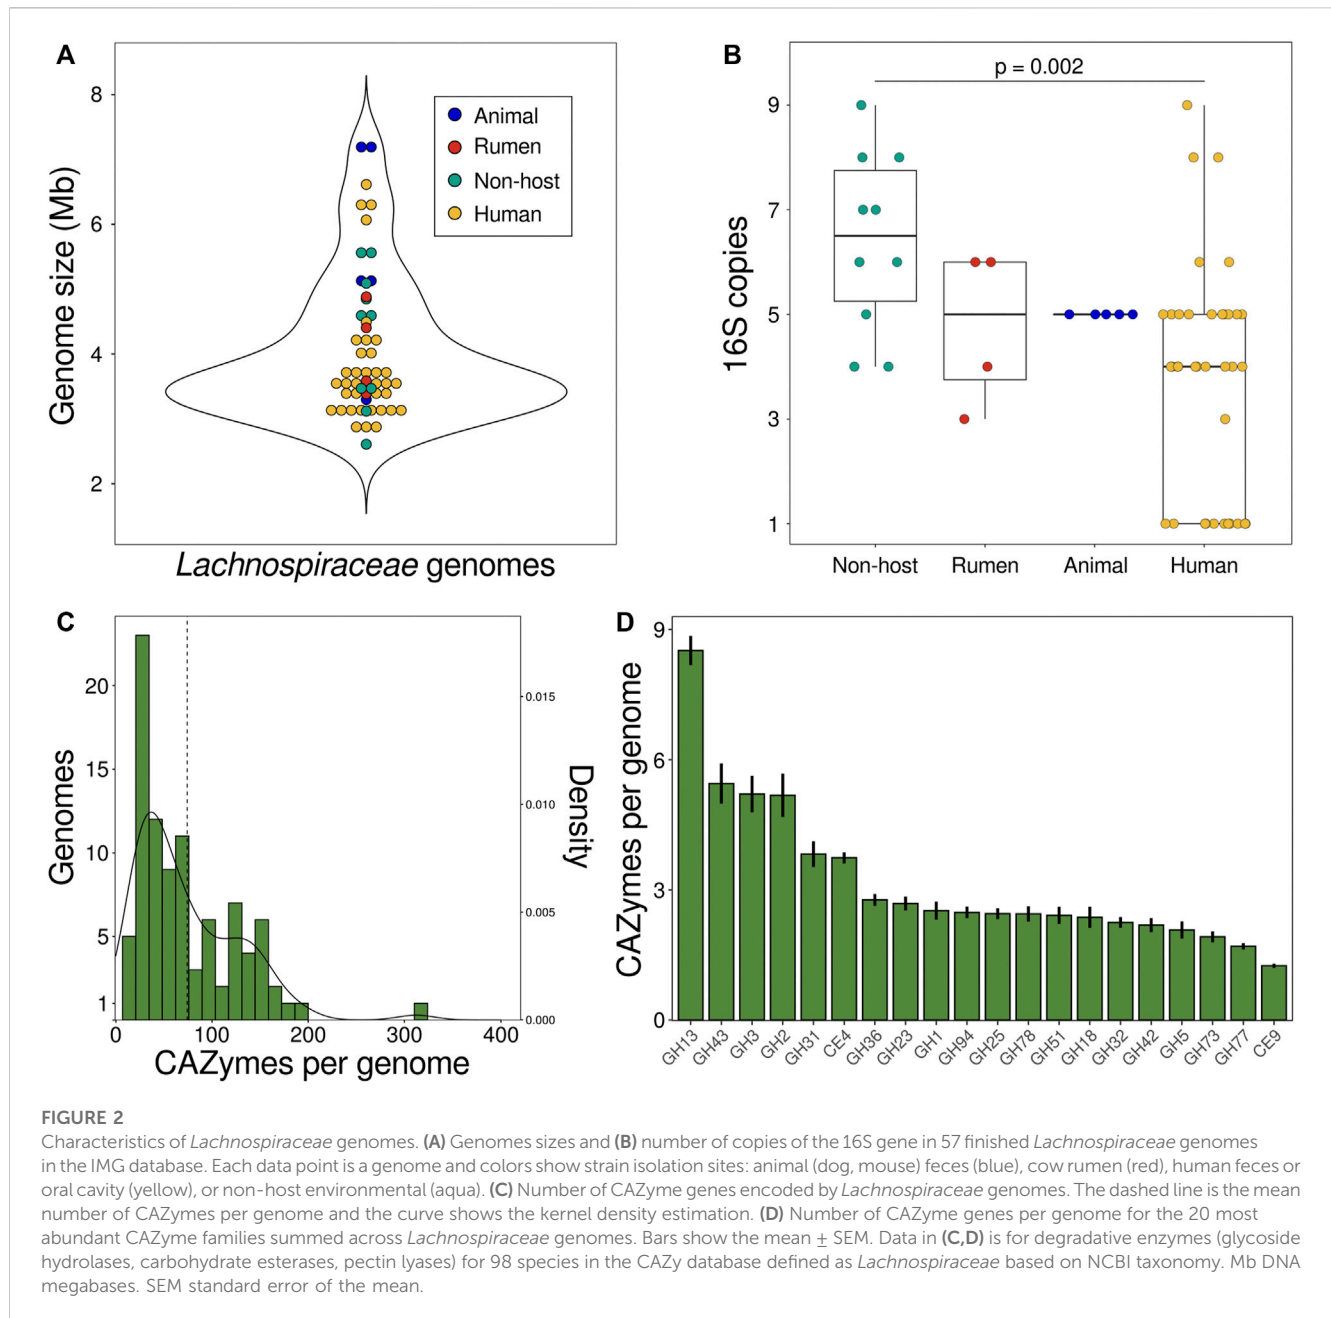 A
Genome size (Mb)
8
6
4
2
Animal
Rumen
Non-host
Human
Lachnospiraceae genomes
B
16S copies
9
7
5
3
1
p = 0.002
Non-host Rumen Animal Human
C
Genomes
20
15
10
5
1
0 100 200 300 400
CAZymes per genome
0.015
0.010
0.005
0.000
Density
D
CAZymes per genome
9
6
3
0
GH13 GH43 GH3 GH2 GH31 CE4 GH36 GH23 GH1 GH94 GH25 GH78 GH51 GH18 GH32 GH42 GH5 GH73 GH77 CE9
FIGURE 2
Characteristics of Lachnospiraceae genomes. (A) Genomes sizes and (B) number of copies of the 16S gene in 57 finished Lachnospiraceae genomes
in the IMG database. Each data point is a genome and colors show strain isolation sites: animal (dog, mouse) feces (blue), cow rumen (red), human feces or
oral cavity (yellow), or non-host environmental (aqua). (C) Number of CAZyme genes encoded by Lachnospiraceae genomes. The dashed line is the mean
number of CAZymes per genome and the curve shows the kernel density estimation. (D) Number of CAZyme genes per genome for the 20 most
abundant CAZyme families summed across Lachnospiraceae genomes. Bars show the mean ± SEM. Data in (C,D) is for degradative enzymes (glycoside
hydrolases, carbohydrate esterases, pectin lyases) for 98 species in the CAZy database defined as Lachnospiraceae based on NCBI taxonomy. Mb DNA
megabases. SEM standard error of the mean.